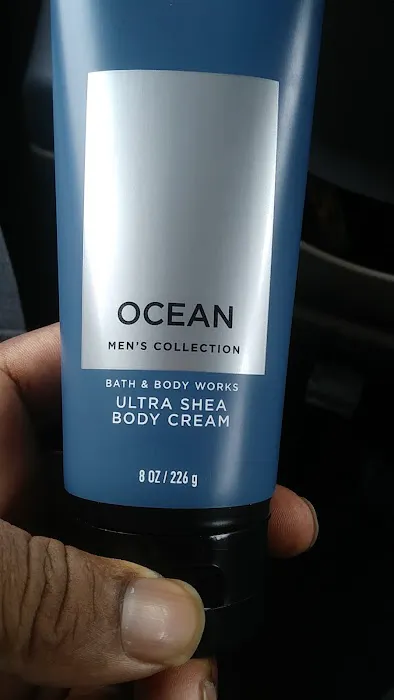 OCEAN
MEN'S COLLECTION
BATH & BODY WORKS
ULTRA SHEA
BODY CREAM
8 OZ / 226 g